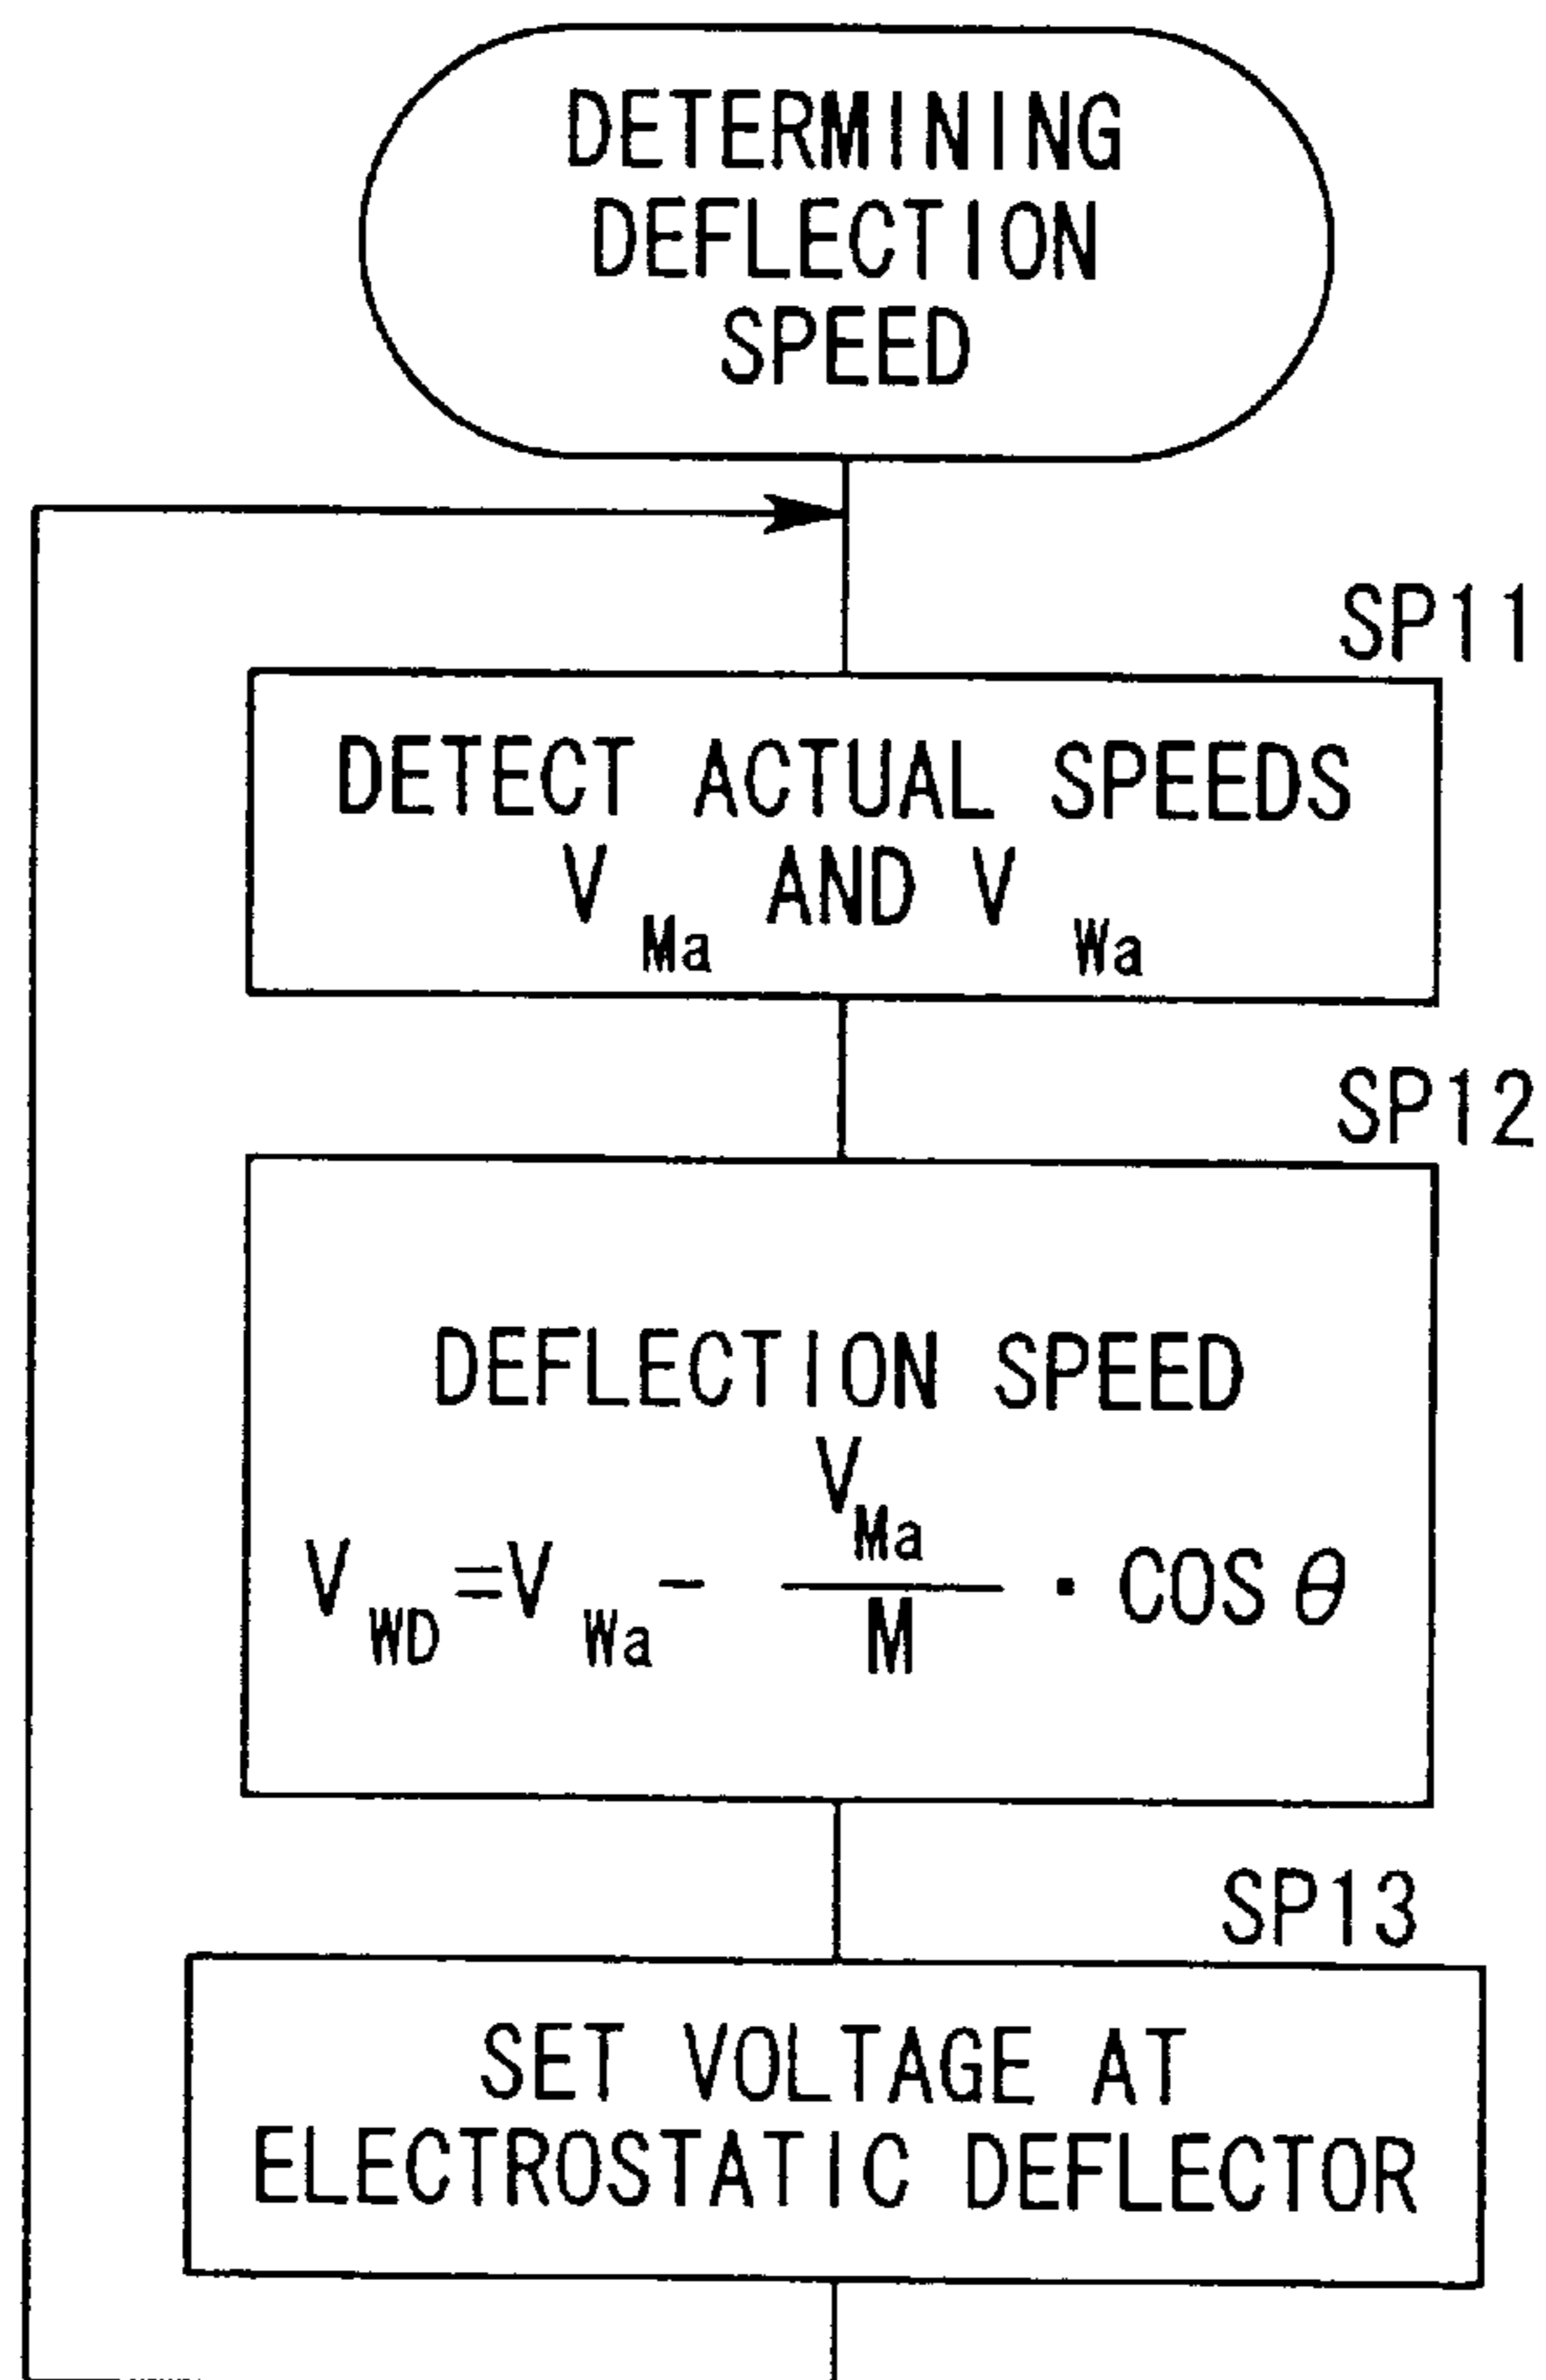 DETERMINING
DEFLECTION
SPEED
SP11
DETECT ACTUAL SPEEDS
V Ma AND V Wa
SP12
DEFLECTION SPEED
V WD = V Wa - V Ma / M · COS θ
SP13
SET VOLTAGE AT
ELECTROSTATIC DEFLECTOR